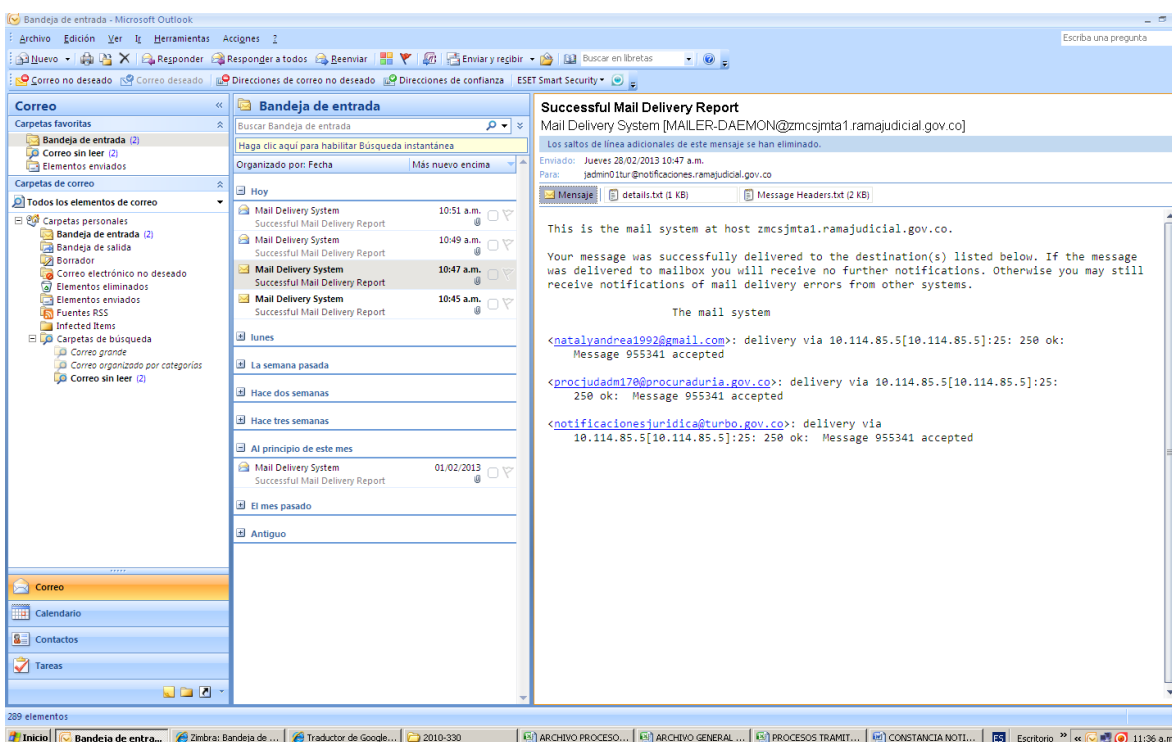 Bandeja de entrada - Microsoft Outlook
Archivo Edición Ver Ir Herramientas Acciones ?
Escriba una pregunta
Nuevo Responder Responder a todos Reenviar Enviar y recibir Buscar en libretas
Correo no deseado Correo deseado Direcciones de correo no deseado Direcciones de confianza ESET Smart Security
Correo «
Carpetas favoritas
Bandeja de entrada (2)
Correo sin leer (2)
Elementos enviados
Carpetas de correo
Todos los elementos de correo
Carpetas personales
Bandeja de entrada (2)
Bandeja de salida
Borrador
Correo electrónico no deseado
Elementos eliminados
Elementos enviados
Fuentes RSS
Infected Items
Carpetas de búsqueda
Correo grande
Correo organizado por categorías
Correo sin leer (2)
Correo
Calendario
Contactos
Tareas
Bandeja de entrada
Buscar Bandeja de entrada
Haga clic aquí para habilitar Búsqueda instantánea
Organizado por: Fecha Más nuevo encima
Hoy
Mail Delivery System 10:51 a.m.
Successful Mail Delivery Report
Mail Delivery System 10:49 a.m.
Successful Mail Delivery Report
Mail Delivery System 10:47 a.m.
Successful Mail Delivery Report
Mail Delivery System 10:45 a.m.
Successful Mail Delivery Report
lunes
La semana pasada
Hace dos semanas
Hace tres semanas
Al principio de este mes
Mail Delivery System 01/02/2013
Successful Mail Delivery Report
El mes pasado
Antiguo
Successful Mail Delivery Report
Mail Delivery System [MAILER-DAEMON@zmcsjmta1.ramajudicial.gov.co]
Los saltos de línea adicionales de este mensaje se han eliminado.
Enviado: Jueves 28/02/2013 10:47 a.m.
Para: jadmin01tur@notificaciones.ramajudicial.gov.co
Mensaje details.txt (1 KB) Message Headers.txt (2 KB)
This is the mail system at host zmcsjmta1.ramajudicial.gov.co.
Your message was successfully delivered to the destination(s) listed below. If the message
was delivered to mailbox you will receive no further notifications. Otherwise you may still
receive notifications of mail delivery errors from other systems.
The mail system
<natalyandrea1992@gmail.com>: delivery via 10.114.85.5[10.114.85.5]:25: 250 ok:
Message 955341 accepted
<procjudadm170@procuraduria.gov.co>: delivery via 10.114.85.5[10.114.85.5]:25:
250 ok: Message 955341 accepted
<notificacionesjuridica@turbo.gov.co>: delivery via
10.114.85.5[10.114.85.5]:25: 250 ok: Message 955341 accepted
289 elementos
Inicio Bandeja de entra... Zimbra: Bandeja de ... Traductor de Google... 2010-330 ARCHIVO PROCESO... ARCHIVO GENERAL ... PROCESOS TRAMIT... CONSTANCIA NOTI... ES Escritorio » « 11:36 a.m.